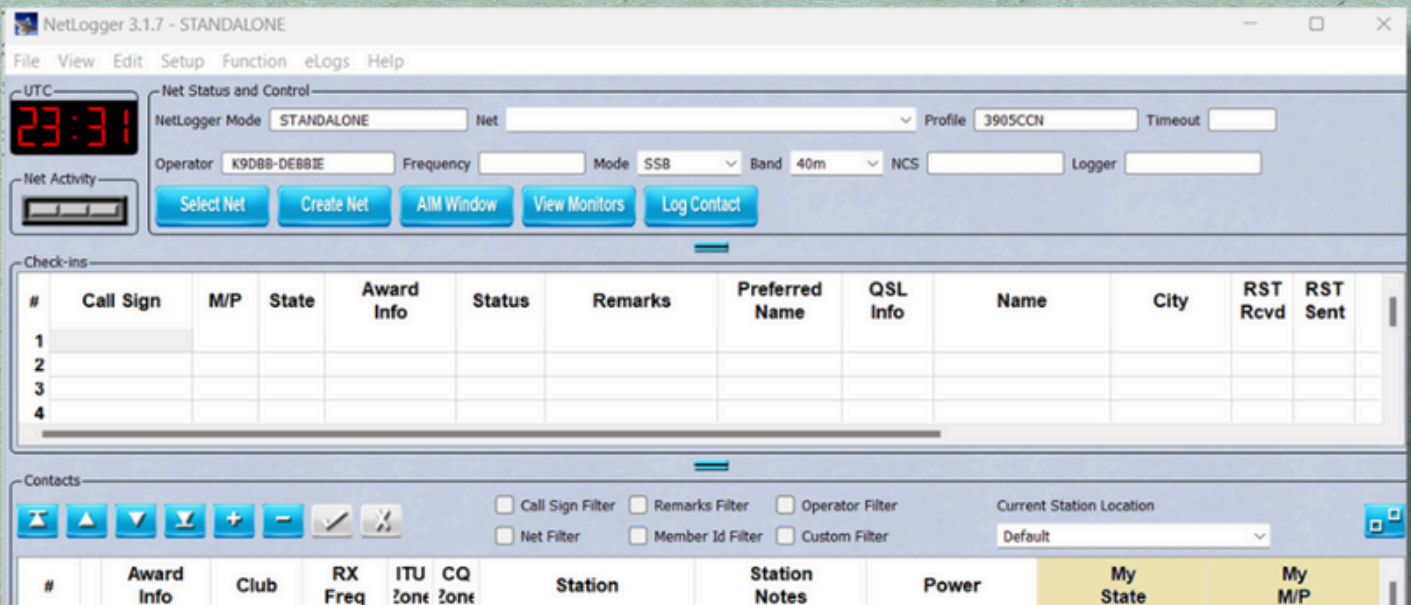 NetLogger 3.1.7 - STANDALONE
File View Edit Setup Function eLogs Help
UTC
23:31
Net Status and Control
NetLogger Mode STANDALONE Net Profile 3905CCN Timeout
Operator K9DBB-DEBBIE Frequency Mode SSB Band 40m NCS Logger
Net Activity
Select Net Create Net AIM Window View Monitors Log Contact
Check-ins
# Call Sign M/P State Award Info Status Remarks Preferred Name QSL Info Name City RST Rcvd RST Sent
1
2
3
4
Contacts
Call Sign Filter Remarks Filter Operator Filter Current Station Location
Net Filter Member Id Filter Custom Filter Default
# Award Info Club RX Freq ITU Zone CQ Zone Station Station Notes Power My State My M/P